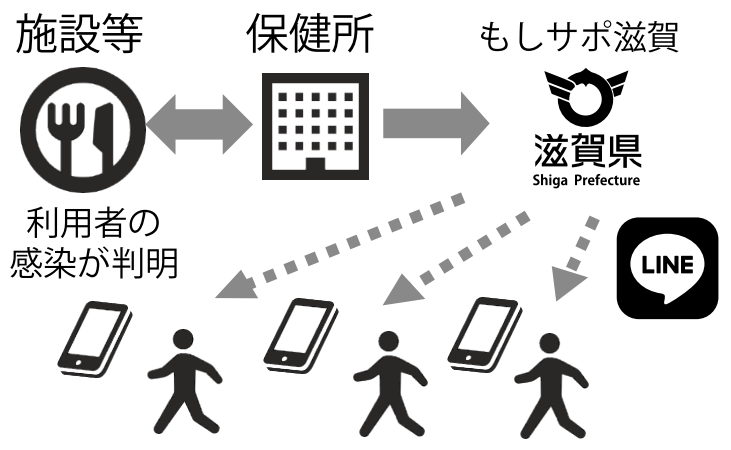 施設等
保健所
もしサポ滋賀
滋賀県
Shiga Prefecture
利用者の
感染が判明
LINE